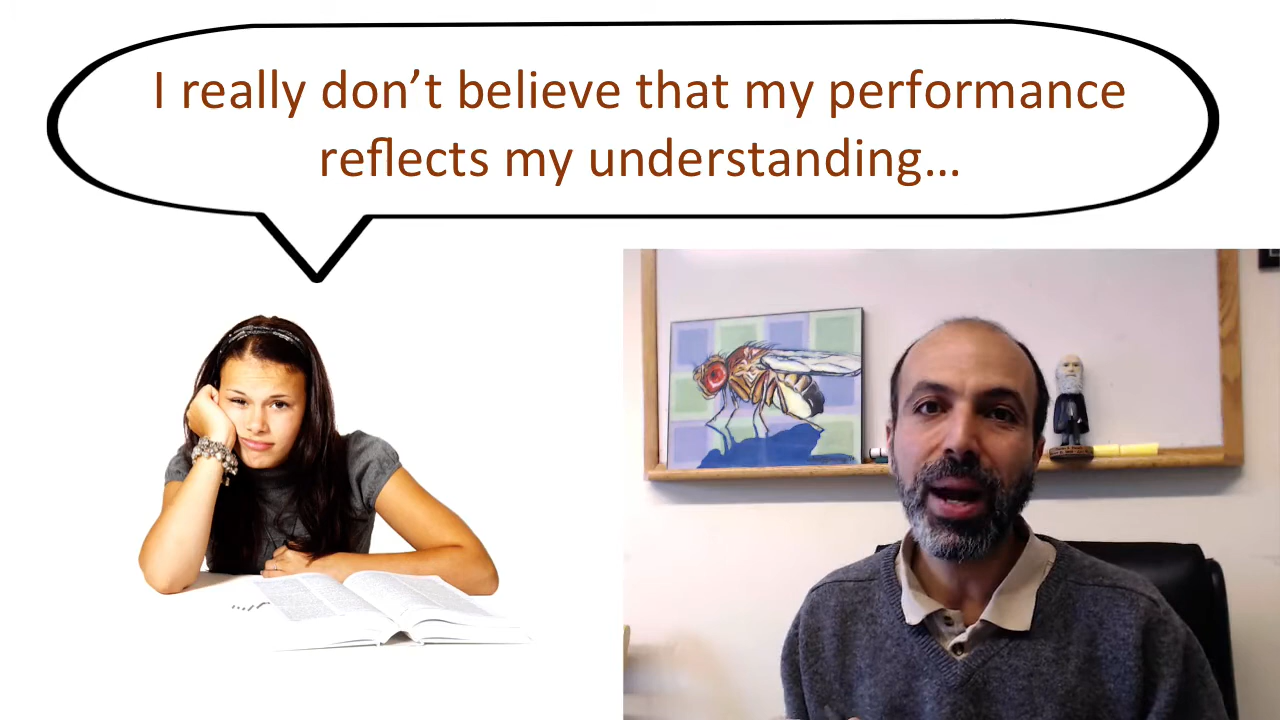 I really don’t believe that my performance
reflects my understanding…